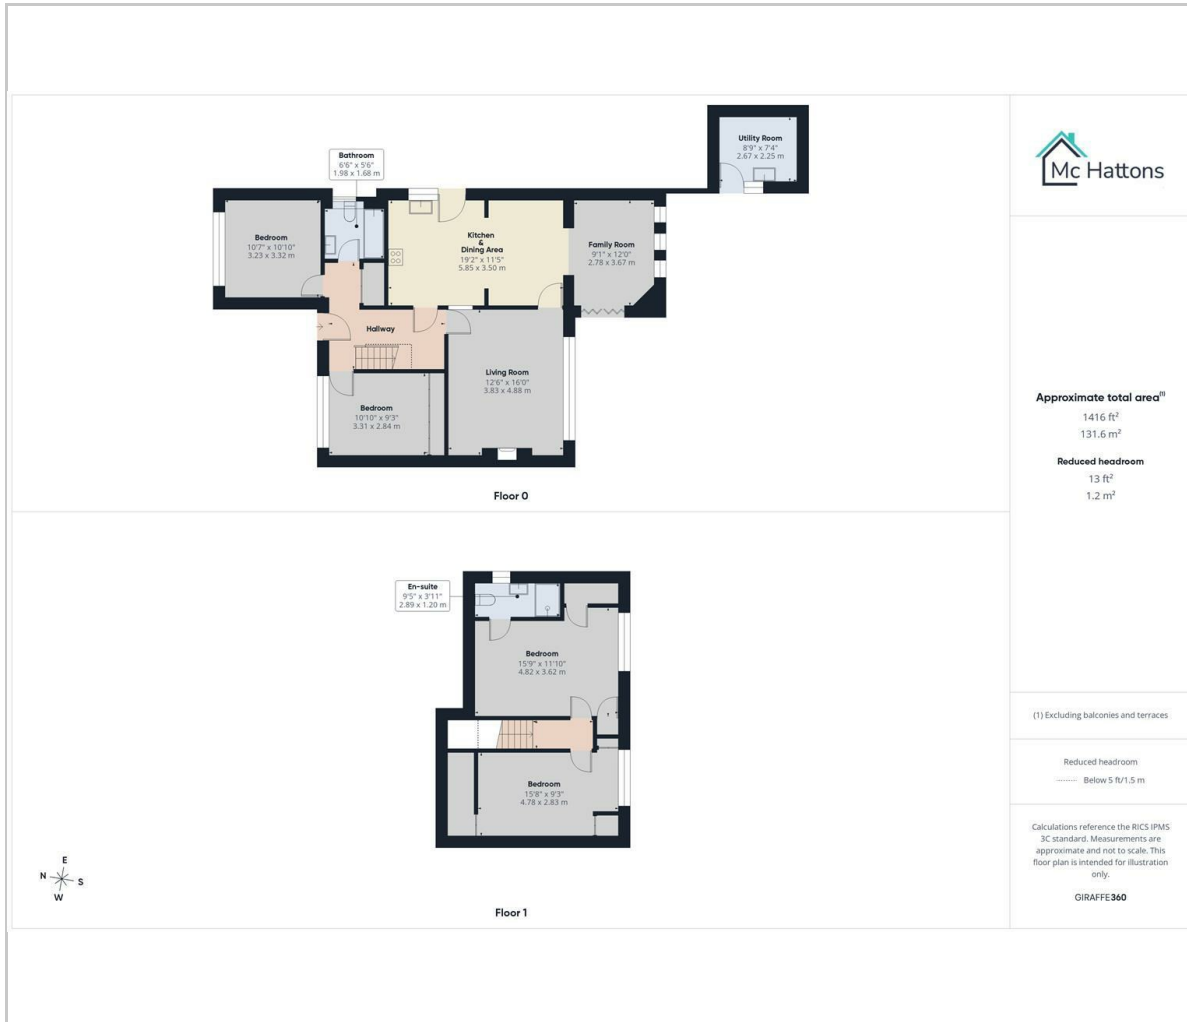 Utility Room
8'9" x 7'4"
2.67 x 2.25 m
Bathroom
6'6" x 5'6"
1.98 x 1.68 m
Bedroom
10'7" x 10'10"
3.23 x 3.32 m
Kitchen
&
Dining Area
19'2" x 11'5"
5.85 x 3.50 m
Family Room
9'1" x 12'0"
2.78 x 3.67 m
Hallway
Living Room
12'6" x 16'0"
3.83 x 4.88 m
Bedroom
10'10" x 9'3"
3.31 x 2.84 m
Floor 0
En-suite
9'5" x 3'11"
2.89 x 1.20 m
Bedroom
15'9" x 11'10"
4.82 x 3.62 m
Bedroom
15'8" x 9'3"
4.78 x 2.83 m
E
N
S
W
Floor 1
Mc Hattons
Approximate total area(1)
1416 ft²
131.6 m²
Reduced headroom
13 ft²
1.2 m²
(1) Excluding balconies and terraces
Reduced headroom
Below 5 ft/1.5 m
Calculations reference the RICS IPMS
3C standard. Measurements are
approximate and not to scale. This
floor plan is intended for illustration
only.
GIRAFFE360